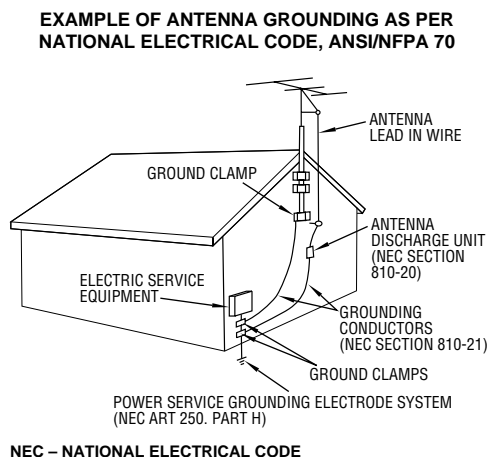 EXAMPLE OF ANTENNA GROUNDING AS PER
NATIONAL ELECTRICAL CODE, ANSI/NFPA 70
ANTENNA
LEAD IN WIRE
GROUND CLAMP
ANTENNA
DISCHARGE UNIT
(NEC SECTION
810-20)
ELECTRIC SERVICE
EQUIPMENT
GROUNDING
CONDUCTORS
(NEC SECTION 810-21)
GROUND CLAMPS
POWER SERVICE GROUNDING ELECTRODE SYSTEM
(NEC ART 250. PART H)
NEC – NATIONAL ELECTRICAL CODE